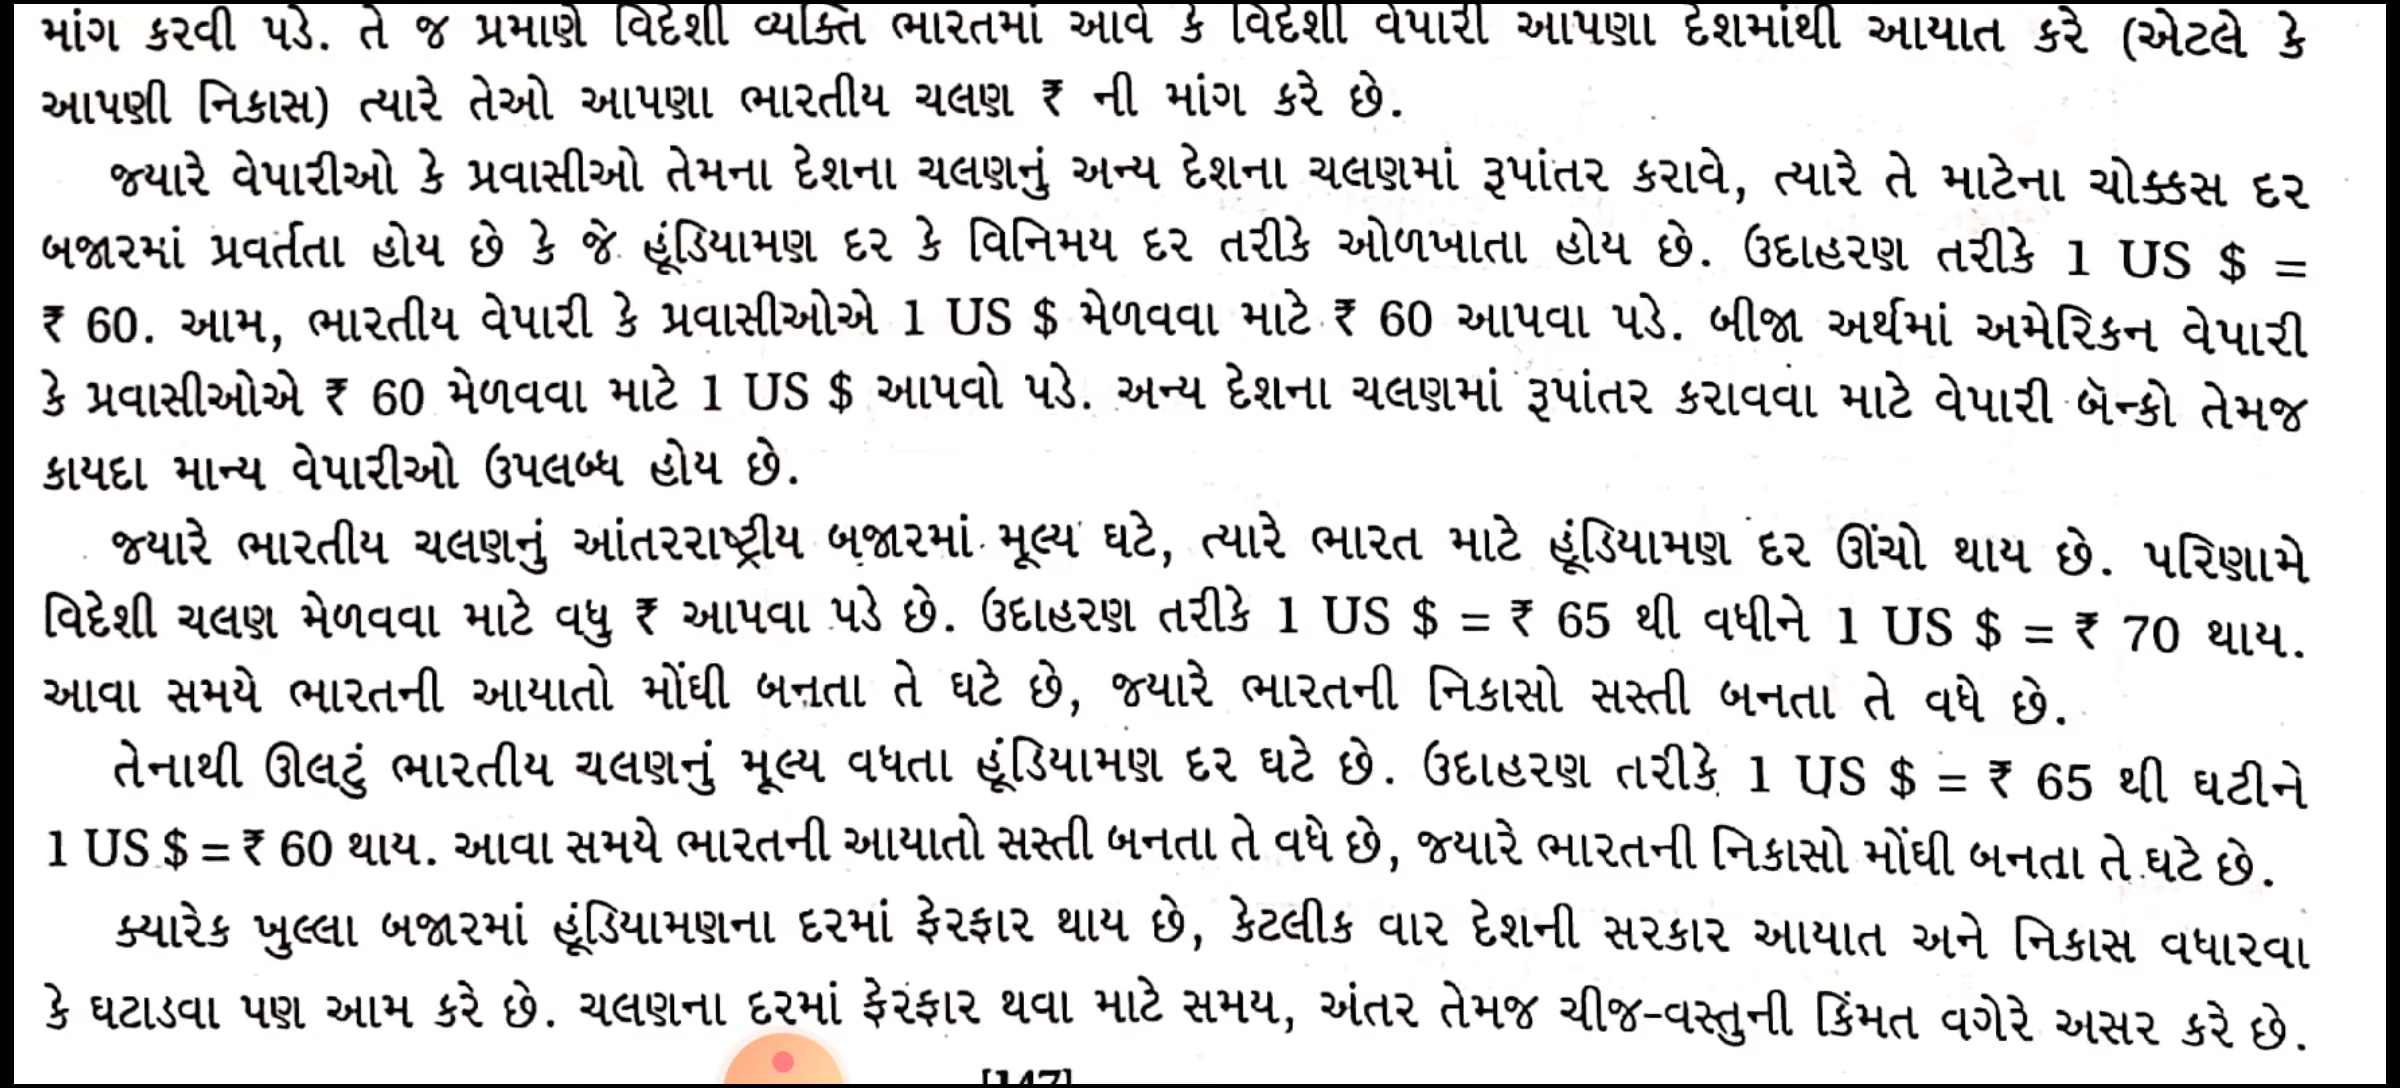 માંગ કરવી પડે. તે જ પ્રમાણે વિદેશી વ્યક્તિ ભારતમાં આવે કે વિદેશી વેપારી આપણા દેશમાંથી આયાત કરે (એટલે કે
આપણી નિકાસ) ત્યારે તેઓ આપણા ભારતીય ચલણ ₹ ની માંગ કરે છે.
જ્યારે વેપારીઓ કે પ્રવાસીઓ તેમના દેશના ચલણનું અન્ય દેશના ચલણમાં રૂપાંતર કરાવે, ત્યારે તે માટેના ચોક્કસ દર
બજારમાં પ્રવર્તતા હોય છે કે જે હૂંડિયામણ દર કે વિનિમય દર તરીકે ઓળખાતા હોય છે. ઉદાહરણ તરીકે 1 US $ =
₹ 60. આમ, ભારતીય વેપારી કે પ્રવાસીઓએ 1 US $ મેળવવા માટે ₹ 60 આપવા પડે. બીજા અર્થમાં અમેરિકન વેપારી
કે પ્રવાસીઓએ ₹ 60 મેળવવા માટે 1 US $ આપવો પડે. અન્ય દેશના ચલણમાં રૂપાંતર કરાવવા માટે વેપારી બૅન્કો તેમજ
કાયદા માન્ય વેપારીઓ ઉપલબ્ધ હોય છે.
જ્યારે ભારતીય ચલણનું આંતરરાષ્ટ્રીય બજારમાં મૂલ્ય ઘટે, ત્યારે ભારત માટે હૂંડિયામણ દર ઊંચો થાય છે. પરિણામે
વિદેશી ચલણ મેળવવા માટે વધુ ₹ આપવા પડે છે. ઉદાહરણ તરીકે 1 US $ = ₹ 65 થી વધીને 1 US $ = ₹ 70 થાય.
આવા સમયે ભારતની આયાતો મોંઘી બનતા તે ઘટે છે, જ્યારે ભારતની નિકાસો સસ્તી બનતા તે વધે છે.
તેનાથી ઊલટું ભારતીય ચલણનું મૂલ્ય વધતા હૂંડિયામણ દર ઘટે છે. ઉદાહરણ તરીકે 1 US $ = ₹ 65 થી ઘટીને
1 US $ = ₹ 60 થાય. આવા સમયે ભારતની આયાતો સસ્તી બનતા તે વધે છે, જ્યારે ભારતની નિકાસો મોંઘી બનતા તે ઘટે છે.
ક્યારેક ખુલ્લા બજારમાં હૂંડિયામણના દરમાં ફેરફાર થાય છે, કેટલીક વાર દેશની સરકાર આયાત અને નિકાસ વધારવા
કે ઘટાડવા પણ આમ કરે છે. ચલણના દરમાં ફેરફાર થવા માટે સમય, અંતર તેમજ ચીજ-વસ્તુની કિંમત વગેરે અસર કરે છે.
[147]